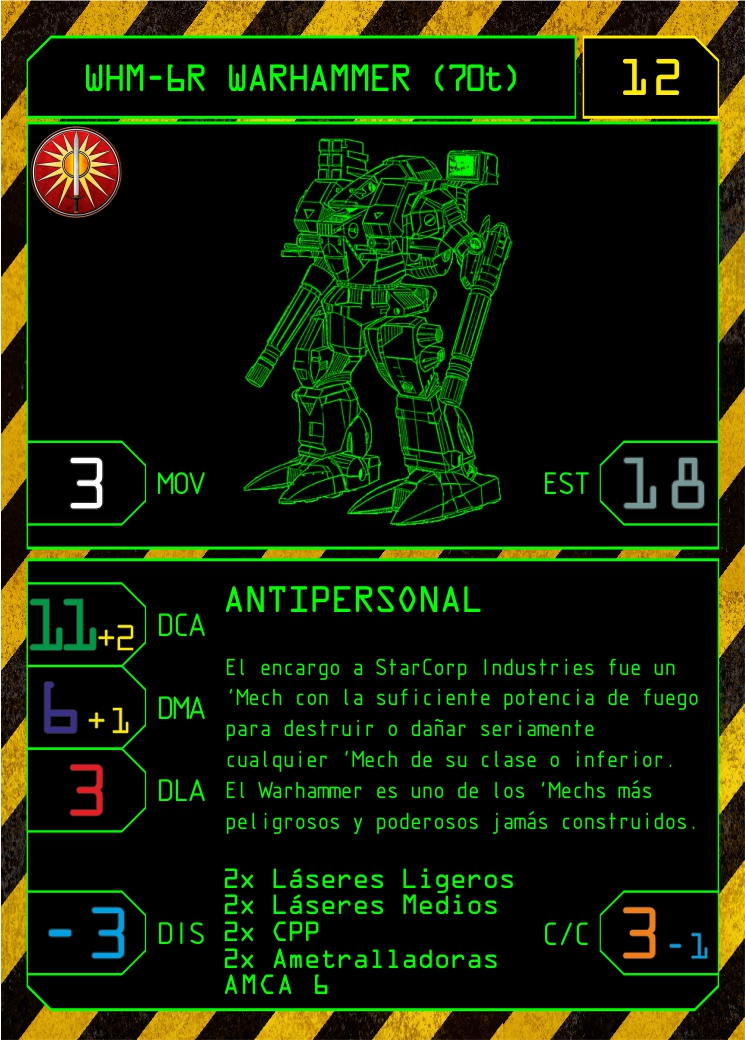 WHM-6R WARHAMMER (70t)
12
3 MOV
EST 18
11+2 DCA
6+1 DMA
3 DLA
-3 DIS
ANTIPERSONAL
El encargo a StarCorp Industries fue un
'Mech con la suficiente potencia de fuego
para destruir o dañar seriamente
cualquier 'Mech de su clase o inferior.
El Warhammer es uno de los 'Mechs más
peligrosos y poderosos jamás construidos.
2x Láseres Ligeros
2x Láseres Medios
2x CPP
2x Ametralladoras
AMCA 6
C/C 3-1